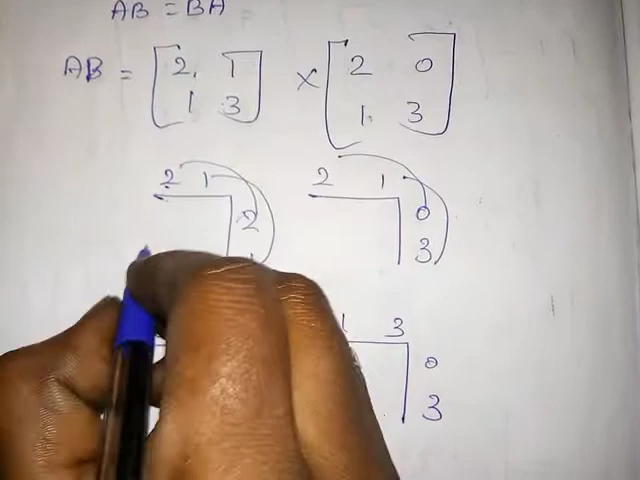 AB = BA
AB = [2 1 × [2 0
1 3] 1 3]
2 1 2 1
2 0
3
1 3
0
3